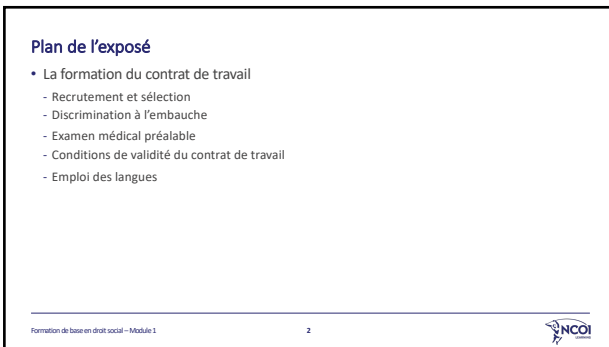 Plan de l’exposé
• La formation du contrat de travail
- Recrutement et sélection
- Discrimination à l’embauche
- Examen médical préalable
- Conditions de validité du contrat de travail
- Emploi des langues
Formation de base en droit social – Module 1
2
NCOI
LEARNING